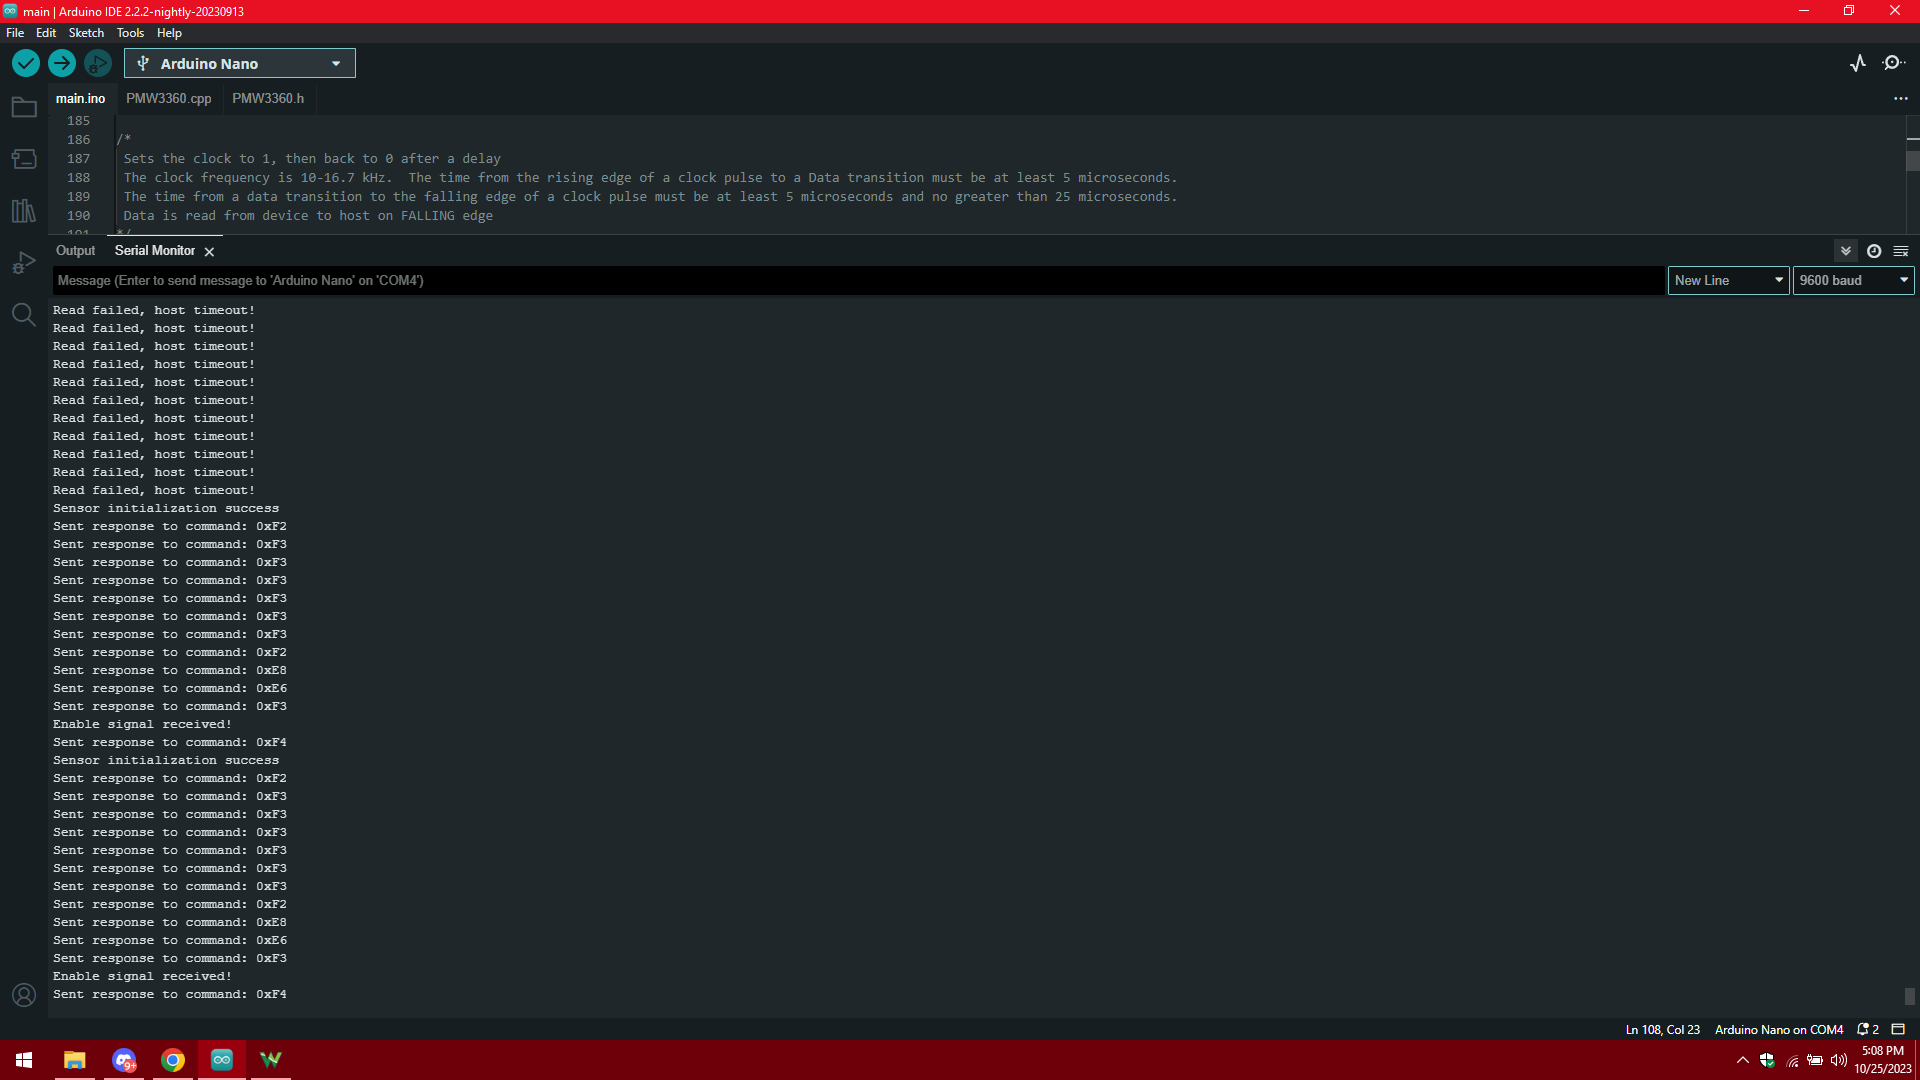 main | Arduino IDE 2.2.2-nightly-20230913
File Edit Sketch Tools Help
Arduino Nano
main.ino PMW3360.cpp PMW3360.h
185
186 /*
187 Sets the clock to 1, then back to 0 after a delay
188 The clock frequency is 10-16.7 kHz.  The time from the rising edge of a clock pulse to a Data transition must be at least 5 microseconds.
189 The time from a data transition to the falling edge of a clock pulse must be at least 5 microseconds and no greater than 25 microseconds.
190 Data is read from device to host on FALLING edge
191 */
Output Serial Monitor
Message (Enter to send message to 'Arduino Nano' on 'COM4')
New Line
9600 baud
Read failed, host timeout!
Read failed, host timeout!
Read failed, host timeout!
Read failed, host timeout!
Read failed, host timeout!
Read failed, host timeout!
Read failed, host timeout!
Read failed, host timeout!
Read failed, host timeout!
Read failed, host timeout!
Read failed, host timeout!
Sensor initialization success
Sent response to command: 0xF2
Sent response to command: 0xF3
Sent response to command: 0xF3
Sent response to command: 0xF3
Sent response to command: 0xF3
Sent response to command: 0xF3
Sent response to command: 0xF3
Sent response to command: 0xF2
Sent response to command: 0xE8
Sent response to command: 0xE6
Sent response to command: 0xF3
Enable signal received!
Sent response to command: 0xF4
Sensor initialization success
Sent response to command: 0xF2
Sent response to command: 0xF3
Sent response to command: 0xF3
Sent response to command: 0xF3
Sent response to command: 0xF3
Sent response to command: 0xF3
Sent response to command: 0xF3
Sent response to command: 0xF2
Sent response to command: 0xE8
Sent response to command: 0xE6
Sent response to command: 0xF3
Enable signal received!
Sent response to command: 0xF4
Ln 108, Col 23 Arduino Nano on COM4 2
9+
5:08 PM
10/25/2023